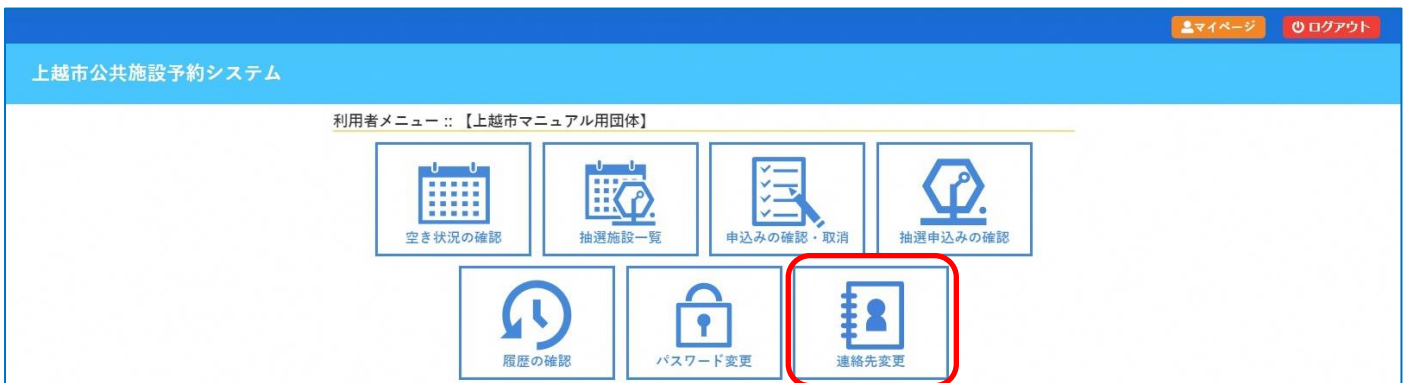 マイページ ログアウト
上越市公共施設予約システム
利用者メニュー :: 【上越市マニュアル用団体】
空き状況の確認 抽選施設一覧 申込みの確認・取消 抽選申込みの確認
履歴の確認 パスワード変更 連絡先変更